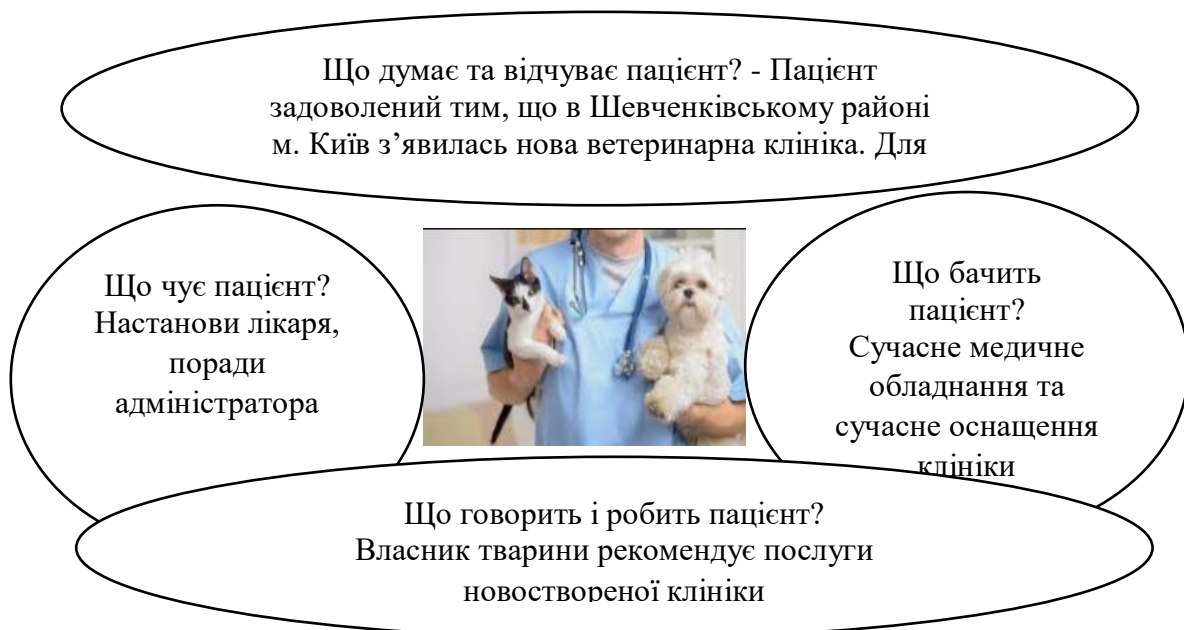 Що думає та відчуває пацієнт? - Пацієнт
задоволений тим, що в Шевченківському районі
м. Київ з’явилась нова ветеринарна клініка. Для
Що чує пацієнт?
Настанови лікаря,
поради
адміністратора
Що бачить
пацієнт?
Сучасне медичне
обладнання та
сучасне оснащення
клініки
Що говорить і робить пацієнт?
Власник тварини рекомендує послуги
новоствореної клініки